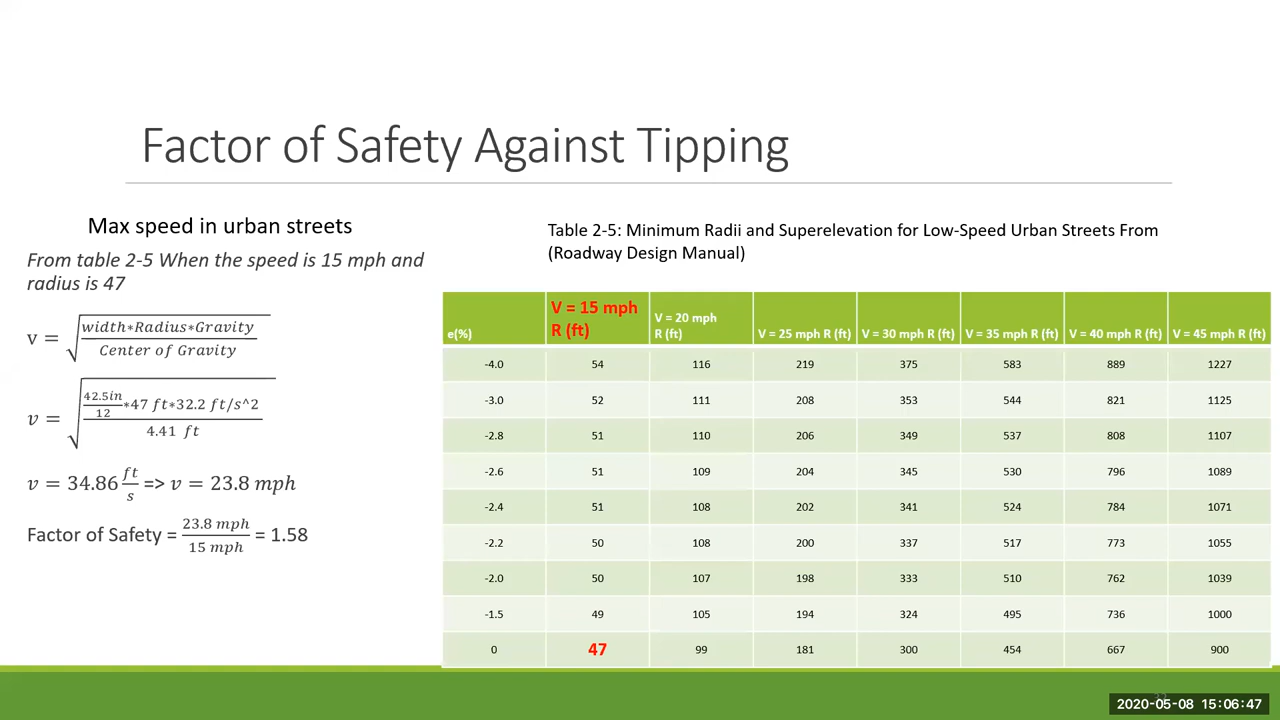 Factor of Safety Against Tipping
Max speed in urban streets
From table 2-5 When the speed is 15 mph and
radius is 47
v = √(width∗Radius∗Gravity / Center of Gravity)
v = √(42.5in/12 ∗47 ft∗32.2 ft/s^2 / 4.41 ft)
v = 34.86 ft/s => v = 23.8 mph
Factor of Safety = 23.8 mph / 15 mph = 1.58
Table 2-5: Minimum Radii and Superelevation for Low-Speed Urban Streets From
(Roadway Design Manual)
e(%) V = 15 mph R (ft) V = 20 mph R (ft) V = 25 mph R (ft) V = 30 mph R (ft) V = 35 mph R (ft) V = 40 mph R (ft) V = 45 mph R (ft)
-4.0 54 116 219 375 583 889 1227
-3.0 52 111 208 353 544 821 1125
-2.8 51 110 206 349 537 808 1107
-2.6 51 109 204 345 530 796 1089
-2.4 51 108 202 341 524 784 1071
-2.2 50 108 200 337 517 773 1055
-2.0 50 107 198 333 510 762 1039
-1.5 49 105 194 324 495 736 1000
0 47 99 181 300 454 667 900
2020-05-08 15:06:47